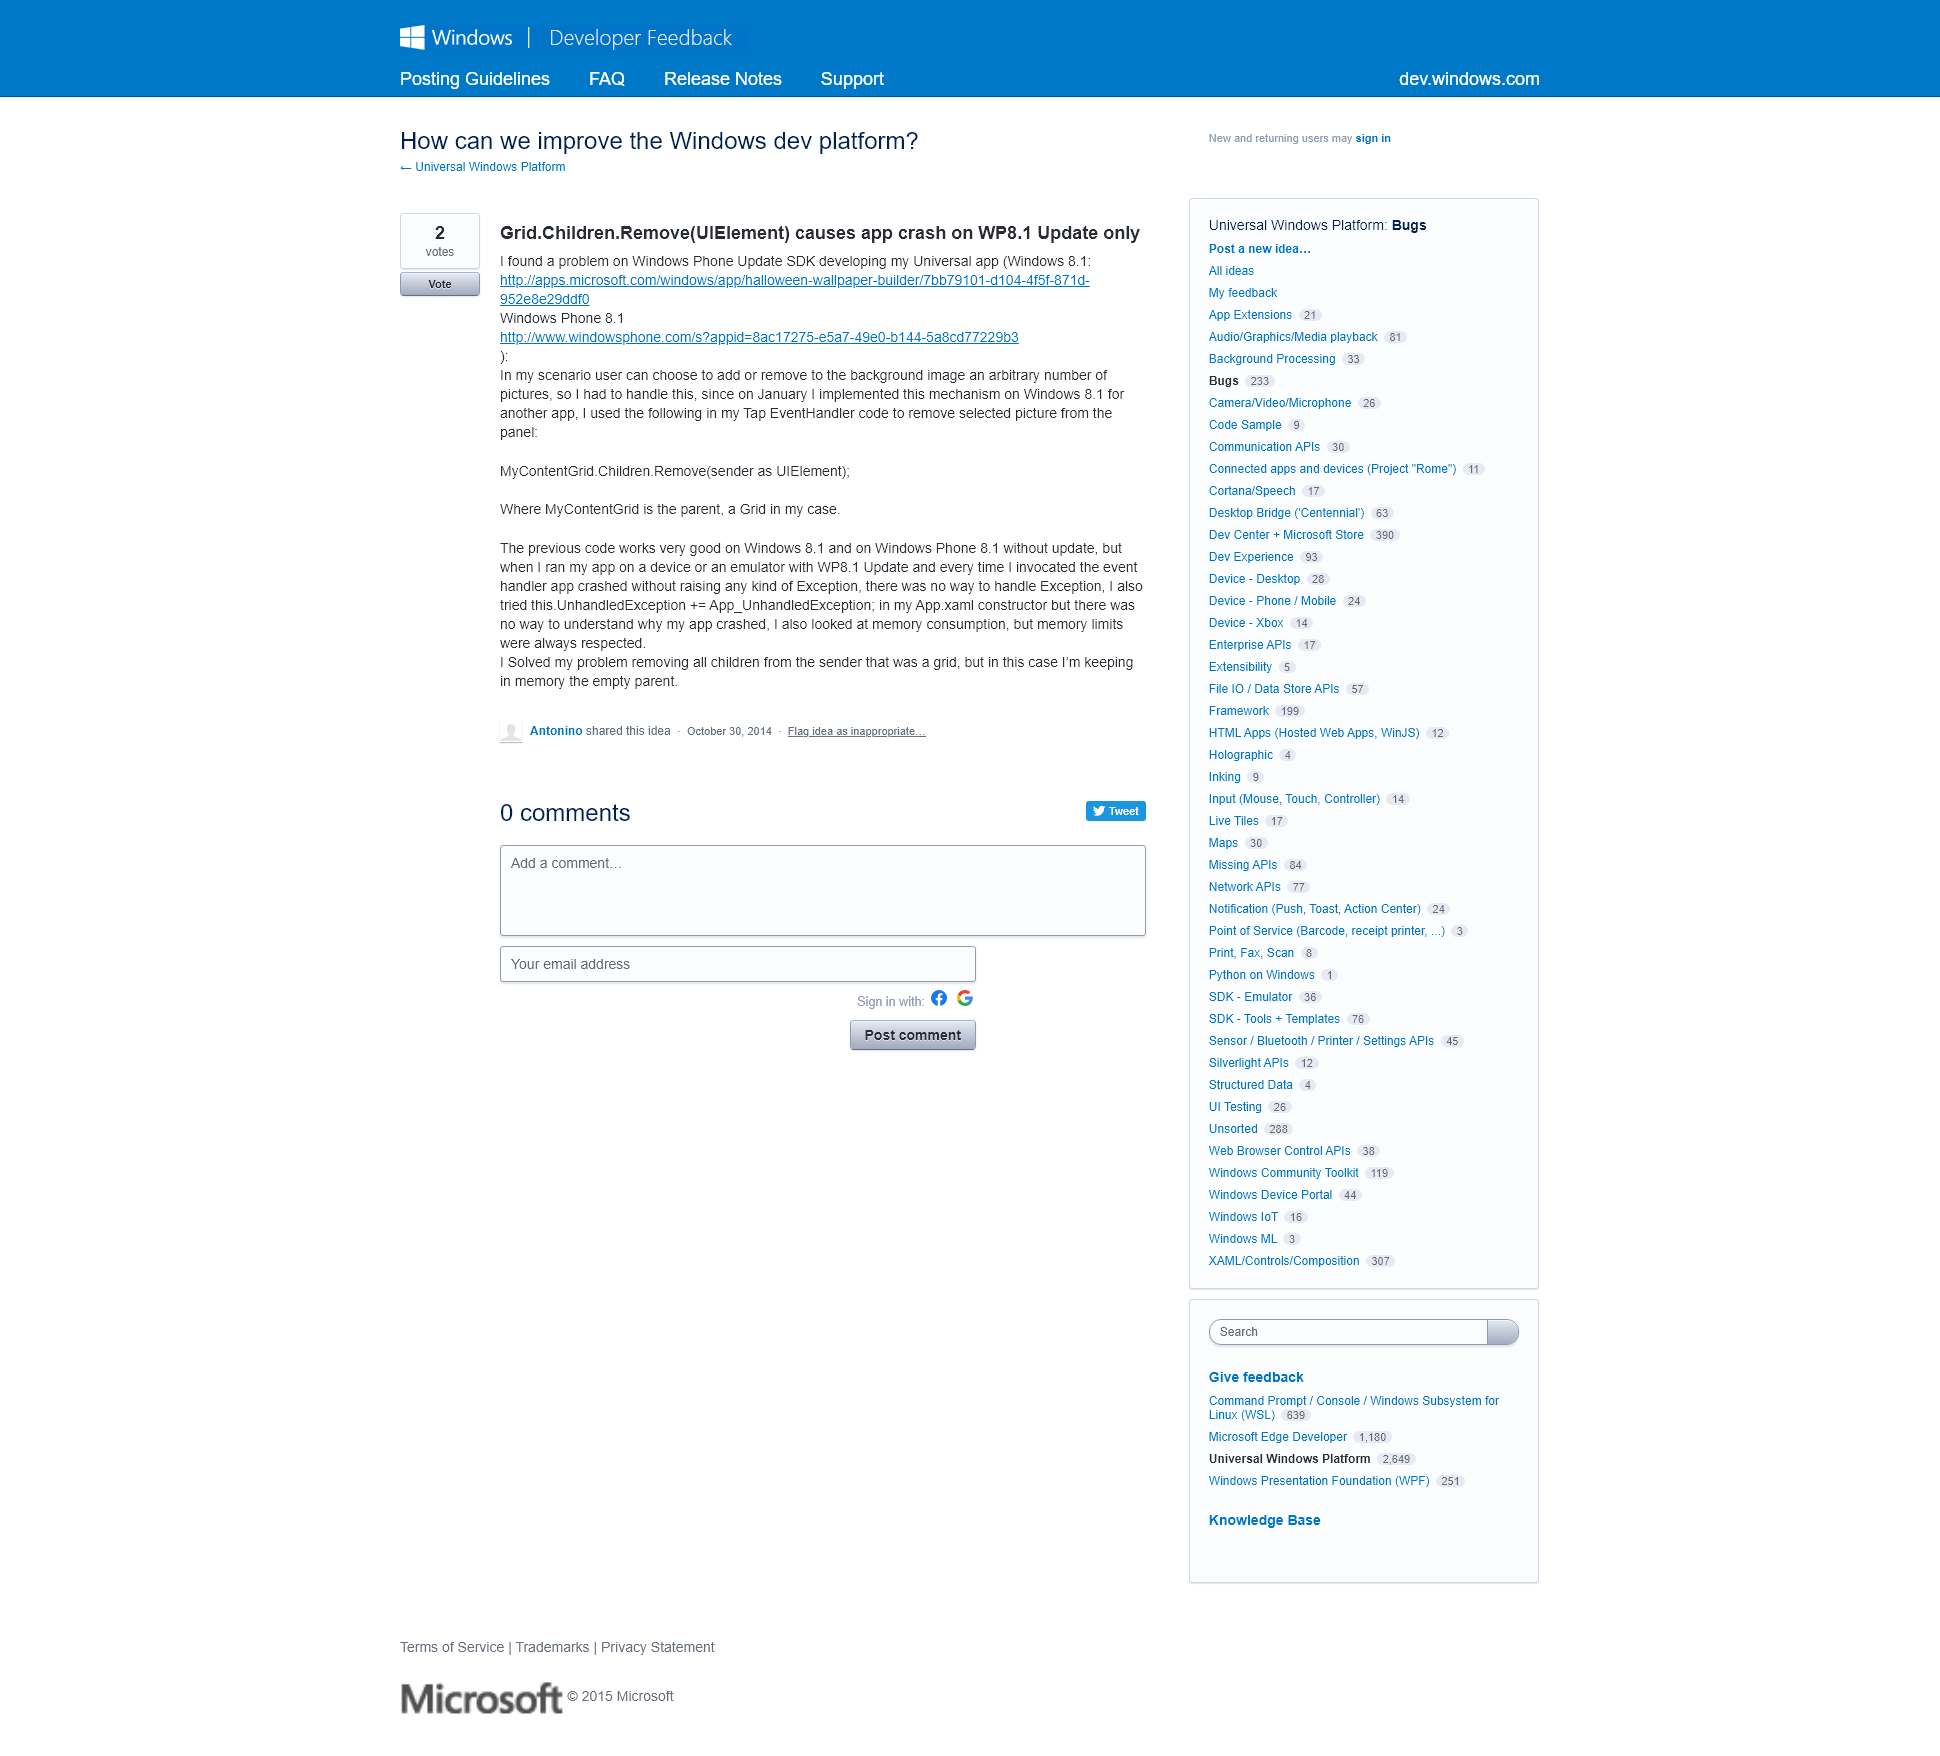 Windows | Developer Feedback
Posting Guidelines FAQ Release Notes Support dev.windows.com
How can we improve the Windows dev platform?
← Universal Windows Platform
New and returning users may sign in
2
votes
Vote
Grid.Children.Remove(UIElement) causes app crash on WP8.1 Update only
I found a problem on Windows Phone Update SDK developing my Universal app (Windows 8.1:
http://apps.microsoft.com/windows/app/halloween-wallpaper-builder/7bb79101-d104-4f5f-871d-
952e8e29ddf0
Windows Phone 8.1
http://www.windowsphone.com/s?appid=8ac17275-e5a7-49e0-b144-5a8cd77229b3
):
In my scenario user can choose to add or remove to the background image an arbitrary number of
pictures, so I had to handle this, since on January I implemented this mechanism on Windows 8.1 for
another app, I used the following in my Tap EventHandler code to remove selected picture from the
panel:
MyContentGrid.Children.Remove(sender as UIElement);
Where MyContentGrid is the parent, a Grid in my case.
The previous code works very good on Windows 8.1 and on Windows Phone 8.1 without update, but
when I ran my app on a device or an emulator with WP8.1 Update and every time I invocated the event
handler app crashed without raising any kind of Exception, there was no way to handle Exception, I also
tried this.UnhandledException += App_UnhandledException; in my App.xaml constructor but there was
no way to understand why my app crashed, I also looked at memory consumption, but memory limits
were always respected.
I Solved my problem removing all children from the sender that was a grid, but in this case I'm keeping
in memory the empty parent.
Antonino shared this idea · October 30, 2014 · Flag idea as inappropriate…
0 comments
Tweet
Add a comment…
Your email address
Sign in with:
Post comment
Universal Windows Platform: Bugs
Post a new idea…
All ideas
My feedback
App Extensions 21
Audio/Graphics/Media playback 81
Background Processing 33
Bugs 233
Camera/Video/Microphone 26
Code Sample 9
Communication APIs 30
Connected apps and devices (Project "Rome") 11
Cortana/Speech 17
Desktop Bridge ('Centennial') 63
Dev Center + Microsoft Store 390
Dev Experience 93
Device - Desktop 28
Device - Phone / Mobile 24
Device - Xbox 14
Enterprise APIs 17
Extensibility 5
File IO / Data Store APIs 57
Framework 199
HTML Apps (Hosted Web Apps, WinJS) 12
Holographic 4
Inking 9
Input (Mouse, Touch, Controller) 14
Live Tiles 17
Maps 30
Missing APIs 84
Network APIs 77
Notification (Push, Toast, Action Center) 24
Point of Service (Barcode, receipt printer, ...) 3
Print, Fax, Scan 8
Python on Windows 1
SDK - Emulator 36
SDK - Tools + Templates 76
Sensor / Bluetooth / Printer / Settings APIs 45
Silverlight APIs 12
Structured Data 4
UI Testing 26
Unsorted 288
Web Browser Control APIs 38
Windows Community Toolkit 119
Windows Device Portal 44
Windows IoT 16
Windows ML 3
XAML/Controls/Composition 307
Search
Give feedback
Command Prompt / Console / Windows Subsystem for
Linux (WSL) 639
Microsoft Edge Developer 1,180
Universal Windows Platform 2,649
Windows Presentation Foundation (WPF) 251
Knowledge Base
Terms of Service | Trademarks | Privacy Statement
Microsoft © 2015 Microsoft